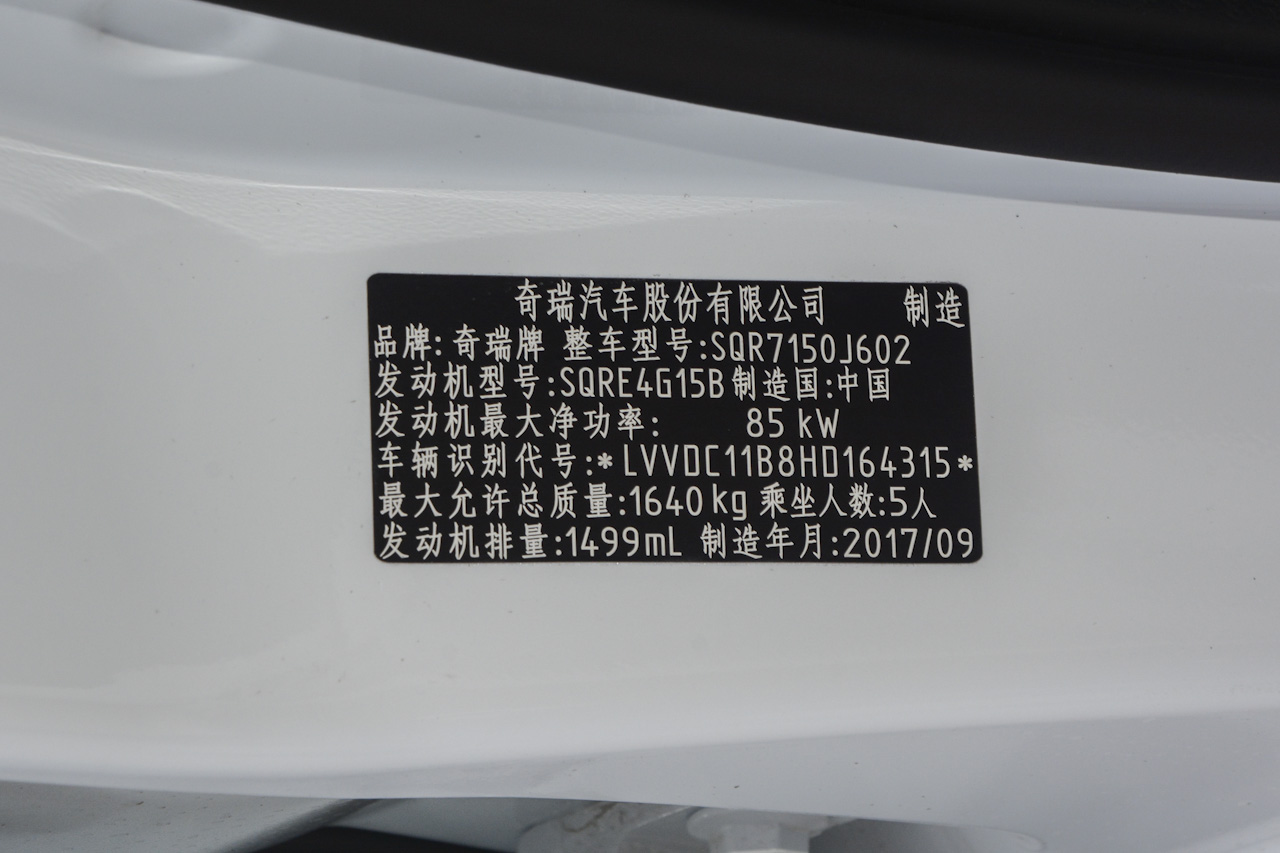 奇瑞汽车股份有限公司 制造
品牌:奇瑞牌 整车型号:SQR7150J602
发动机型号:SQRE4G15B 制造国:中国
发动机最大净功率: 85 kW
车辆识别代号:*LVVDC11B8HD164315*
最大允许总质量:1640kg 乘坐人数:5人
发动机排量:1499mL 制造年月:2017/09